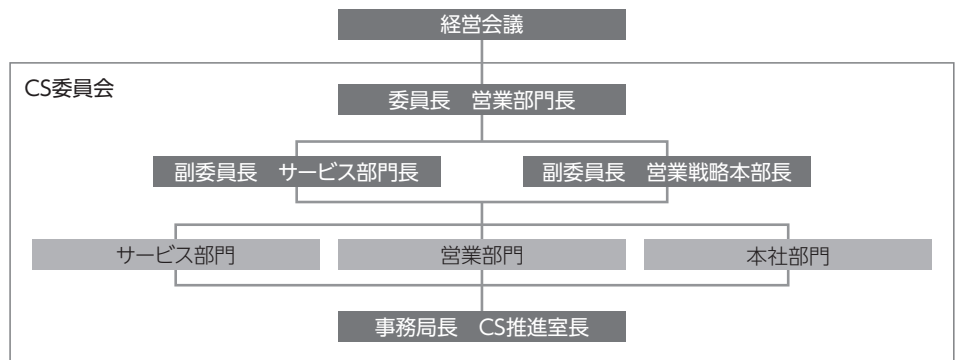 経営会議
CS委員会
委員長　営業部門長
副委員長　サービス部門長
副委員長　営業戦略本部長
サービス部門
営業部門
本社部門
事務局長　CS推進室長